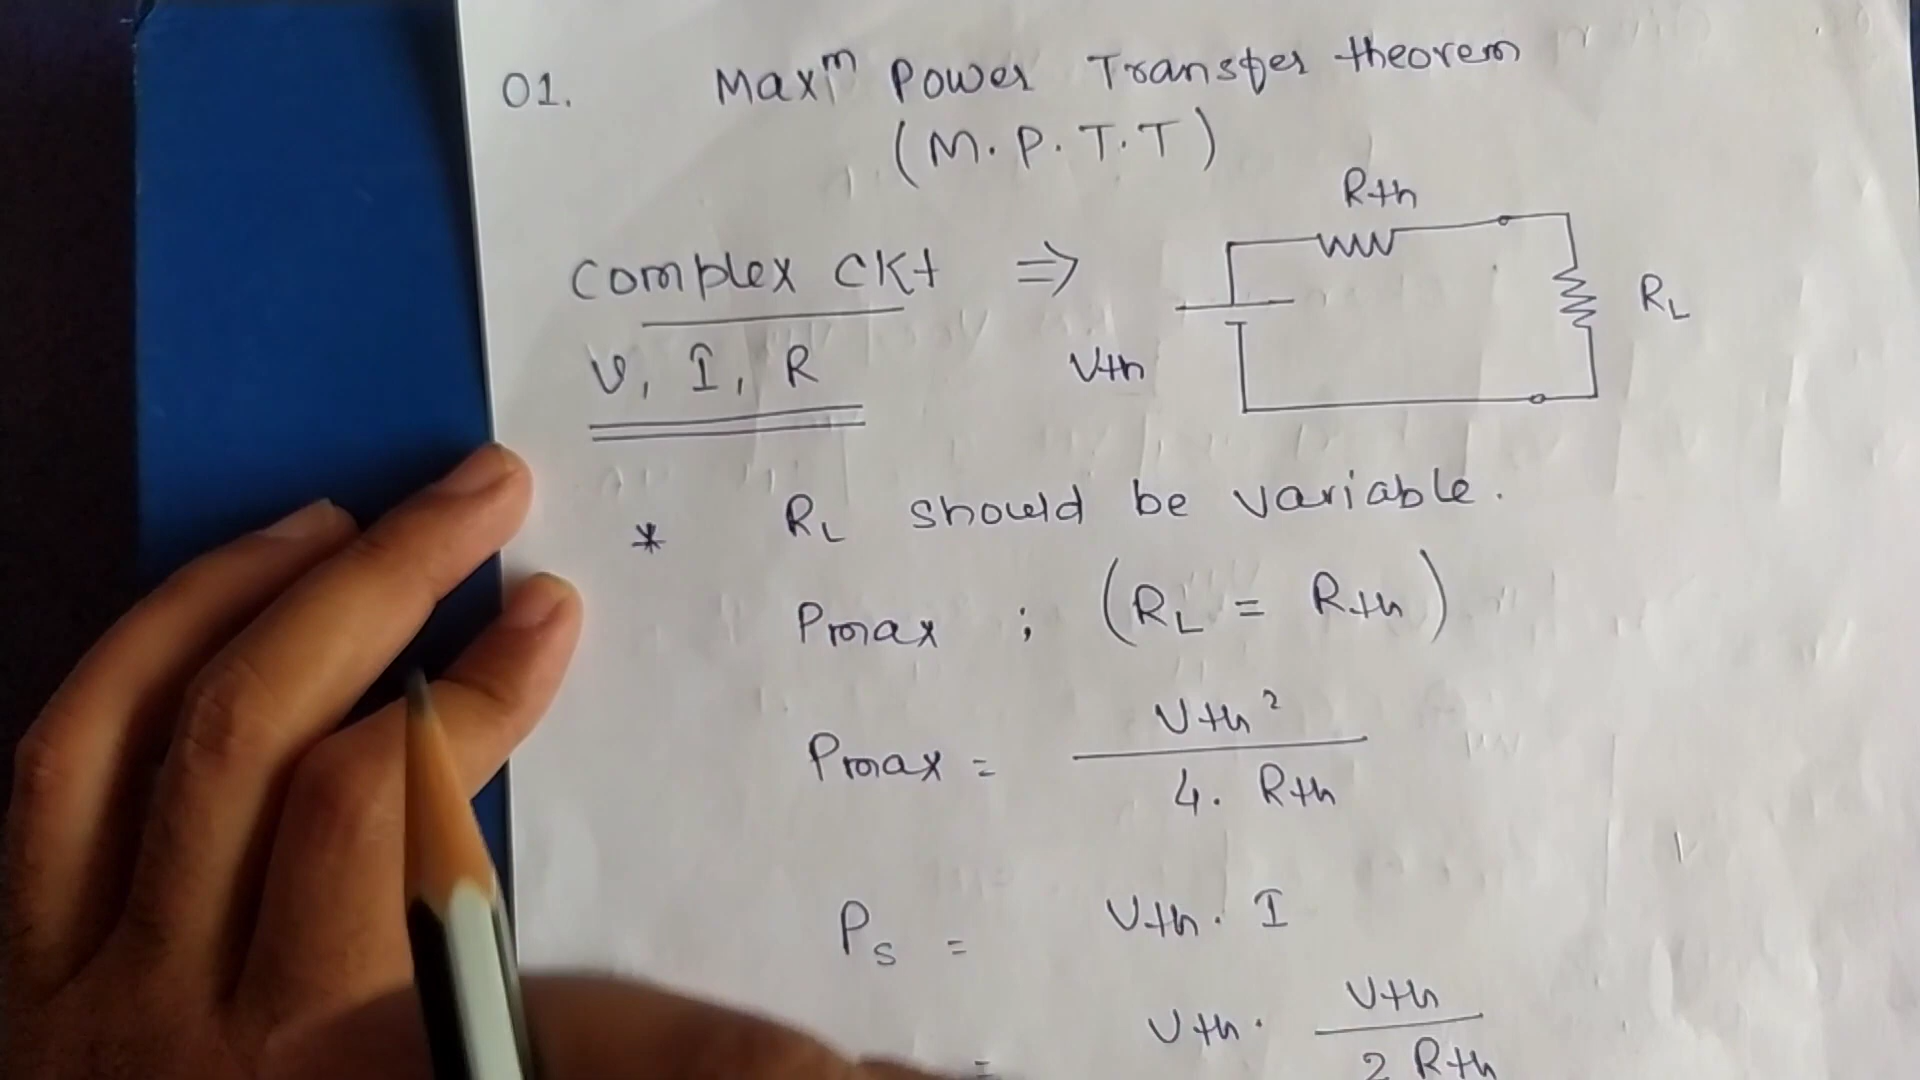 01. Maxᵐ Power Transfer theorem
(M.P.T.T)
Rth
Complex CKt ⇒
RL
V, I, R
Vth
* RL should be variable.
Pmax ; (RL = Rth)
Pmax = Vth² / 4. Rth
Ps = Vth. I
= Vth. Vth / 2 Rth